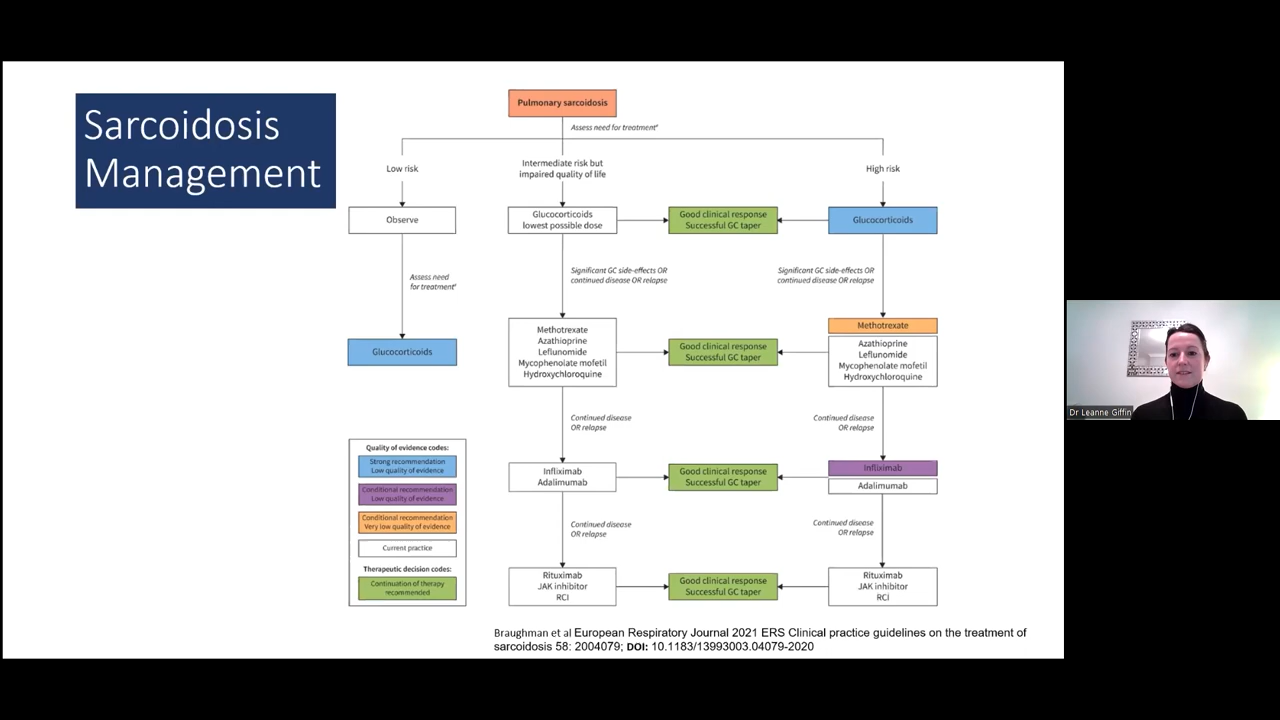 Sarcoidosis
Management
Pulmonary sarcoidosis
Assess need for treatment#
Low risk
Intermediate risk but
impaired quality of life
High risk
Observe
Glucocorticoids
lowest possible dose
Good clinical response
Successful GC taper
Glucocorticoids
Assess need
for treatment#
Significant GC side-effects OR
continued disease OR relapse
Significant GC side-effects OR
continued disease OR relapse
Glucocorticoids
Methotrexate
Azathioprine
Leflunomide
Mycophenolate mofetil
Hydroxychloroquine
Good clinical response
Successful GC taper
Methotrexate
Azathioprine
Leflunomide
Mycophenolate mofetil
Hydroxychloroquine
Continued disease
OR relapse
Continued disease
OR relapse
Infliximab
Adalimumab
Good clinical response
Successful GC taper
Infliximab
Adalimumab
Continued disease
OR relapse
Continued disease
OR relapse
Rituximab
JAK inhibitor
RCI
Good clinical response
Successful GC taper
Rituximab
JAK inhibitor
RCI
Quality of evidence codes:
Strong recommendation
Low quality of evidence
Conditional recommendation
Low quality of evidence
Conditional recommendation
Very low quality of evidence
Current practice
Therapeutic decision codes:
Continuation of therapy
recommended
Braughman et al European Respiratory Journal 2021 ERS Clinical practice guidelines on the treatment of
sarcoidosis 58: 2004079; DOI: 10.1183/13993003.04079-2020
Dr Leanne Giffin